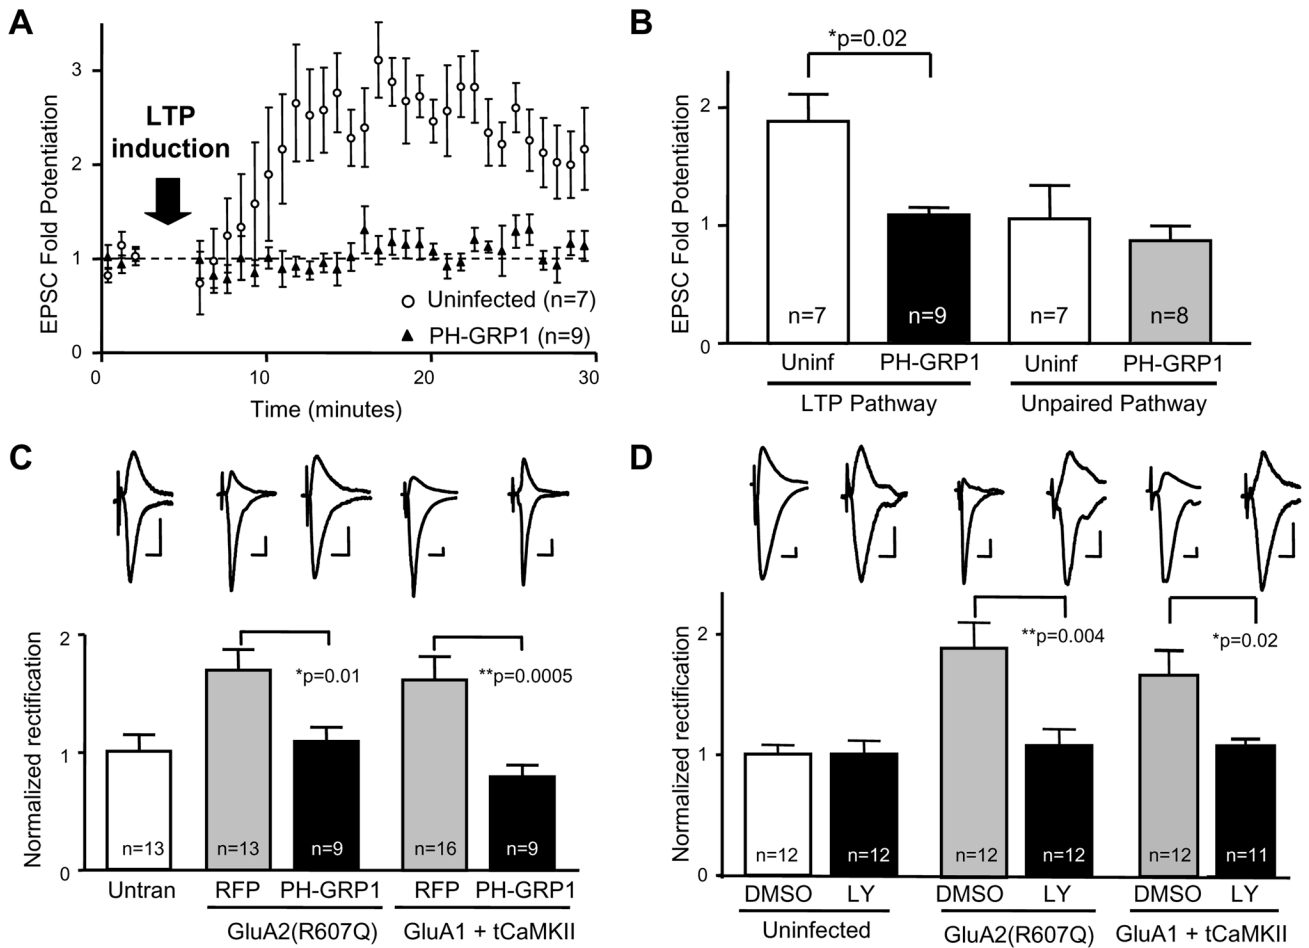 A
EPSC Fold Potentiation
3
2
1
0
LTP
induction
Uninfected (n=7)
PH-GRP1 (n=9)
0
10
20
30
Time (minutes)
B
*p=0.02
EPSC Fold Potentiation
2
1
0
n=7
n=9
n=7
n=8
Uninf
PH-GRP1
Uninf
PH-GRP1
LTP Pathway
Unpaired Pathway
C
Normalized rectification
2
1
0
*p=0.01
**p=0.0005
n=13
n=13
n=9
n=16
n=9
Untran
RFP
PH-GRP1
RFP
PH-GRP1
GluA2(R607Q)
GluA1 + tCaMKII
D
Normalized rectification
2
1
0
**p=0.004
*p=0.02
n=12
n=12
n=12
n=12
n=12
n=11
DMSO
LY
DMSO
LY
DMSO
LY
Uninfected
GluA2(R607Q)
GluA1 + tCaMKII